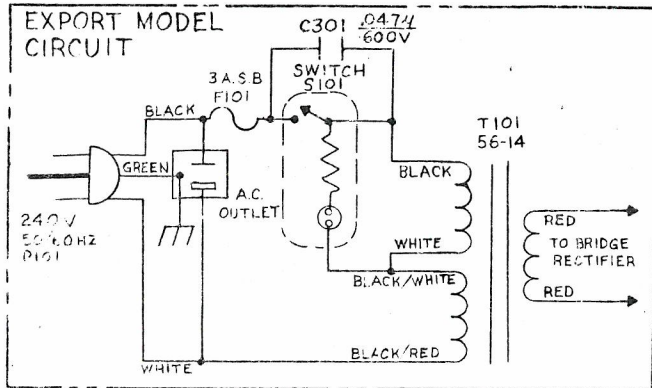 EXPORT MODEL
CIRCUIT
C301 .047µ
600V
3 A. S.B
F101
SWITCH
S101
BLACK
T101
56-14
GREEN
BLACK
A.C.
OUTLET
240V
50/60HZ
P101
RED
TO BRIDGE
RECTIFIER
WHITE
BLACK/WHITE
RED
BLACK/RED
WHITE